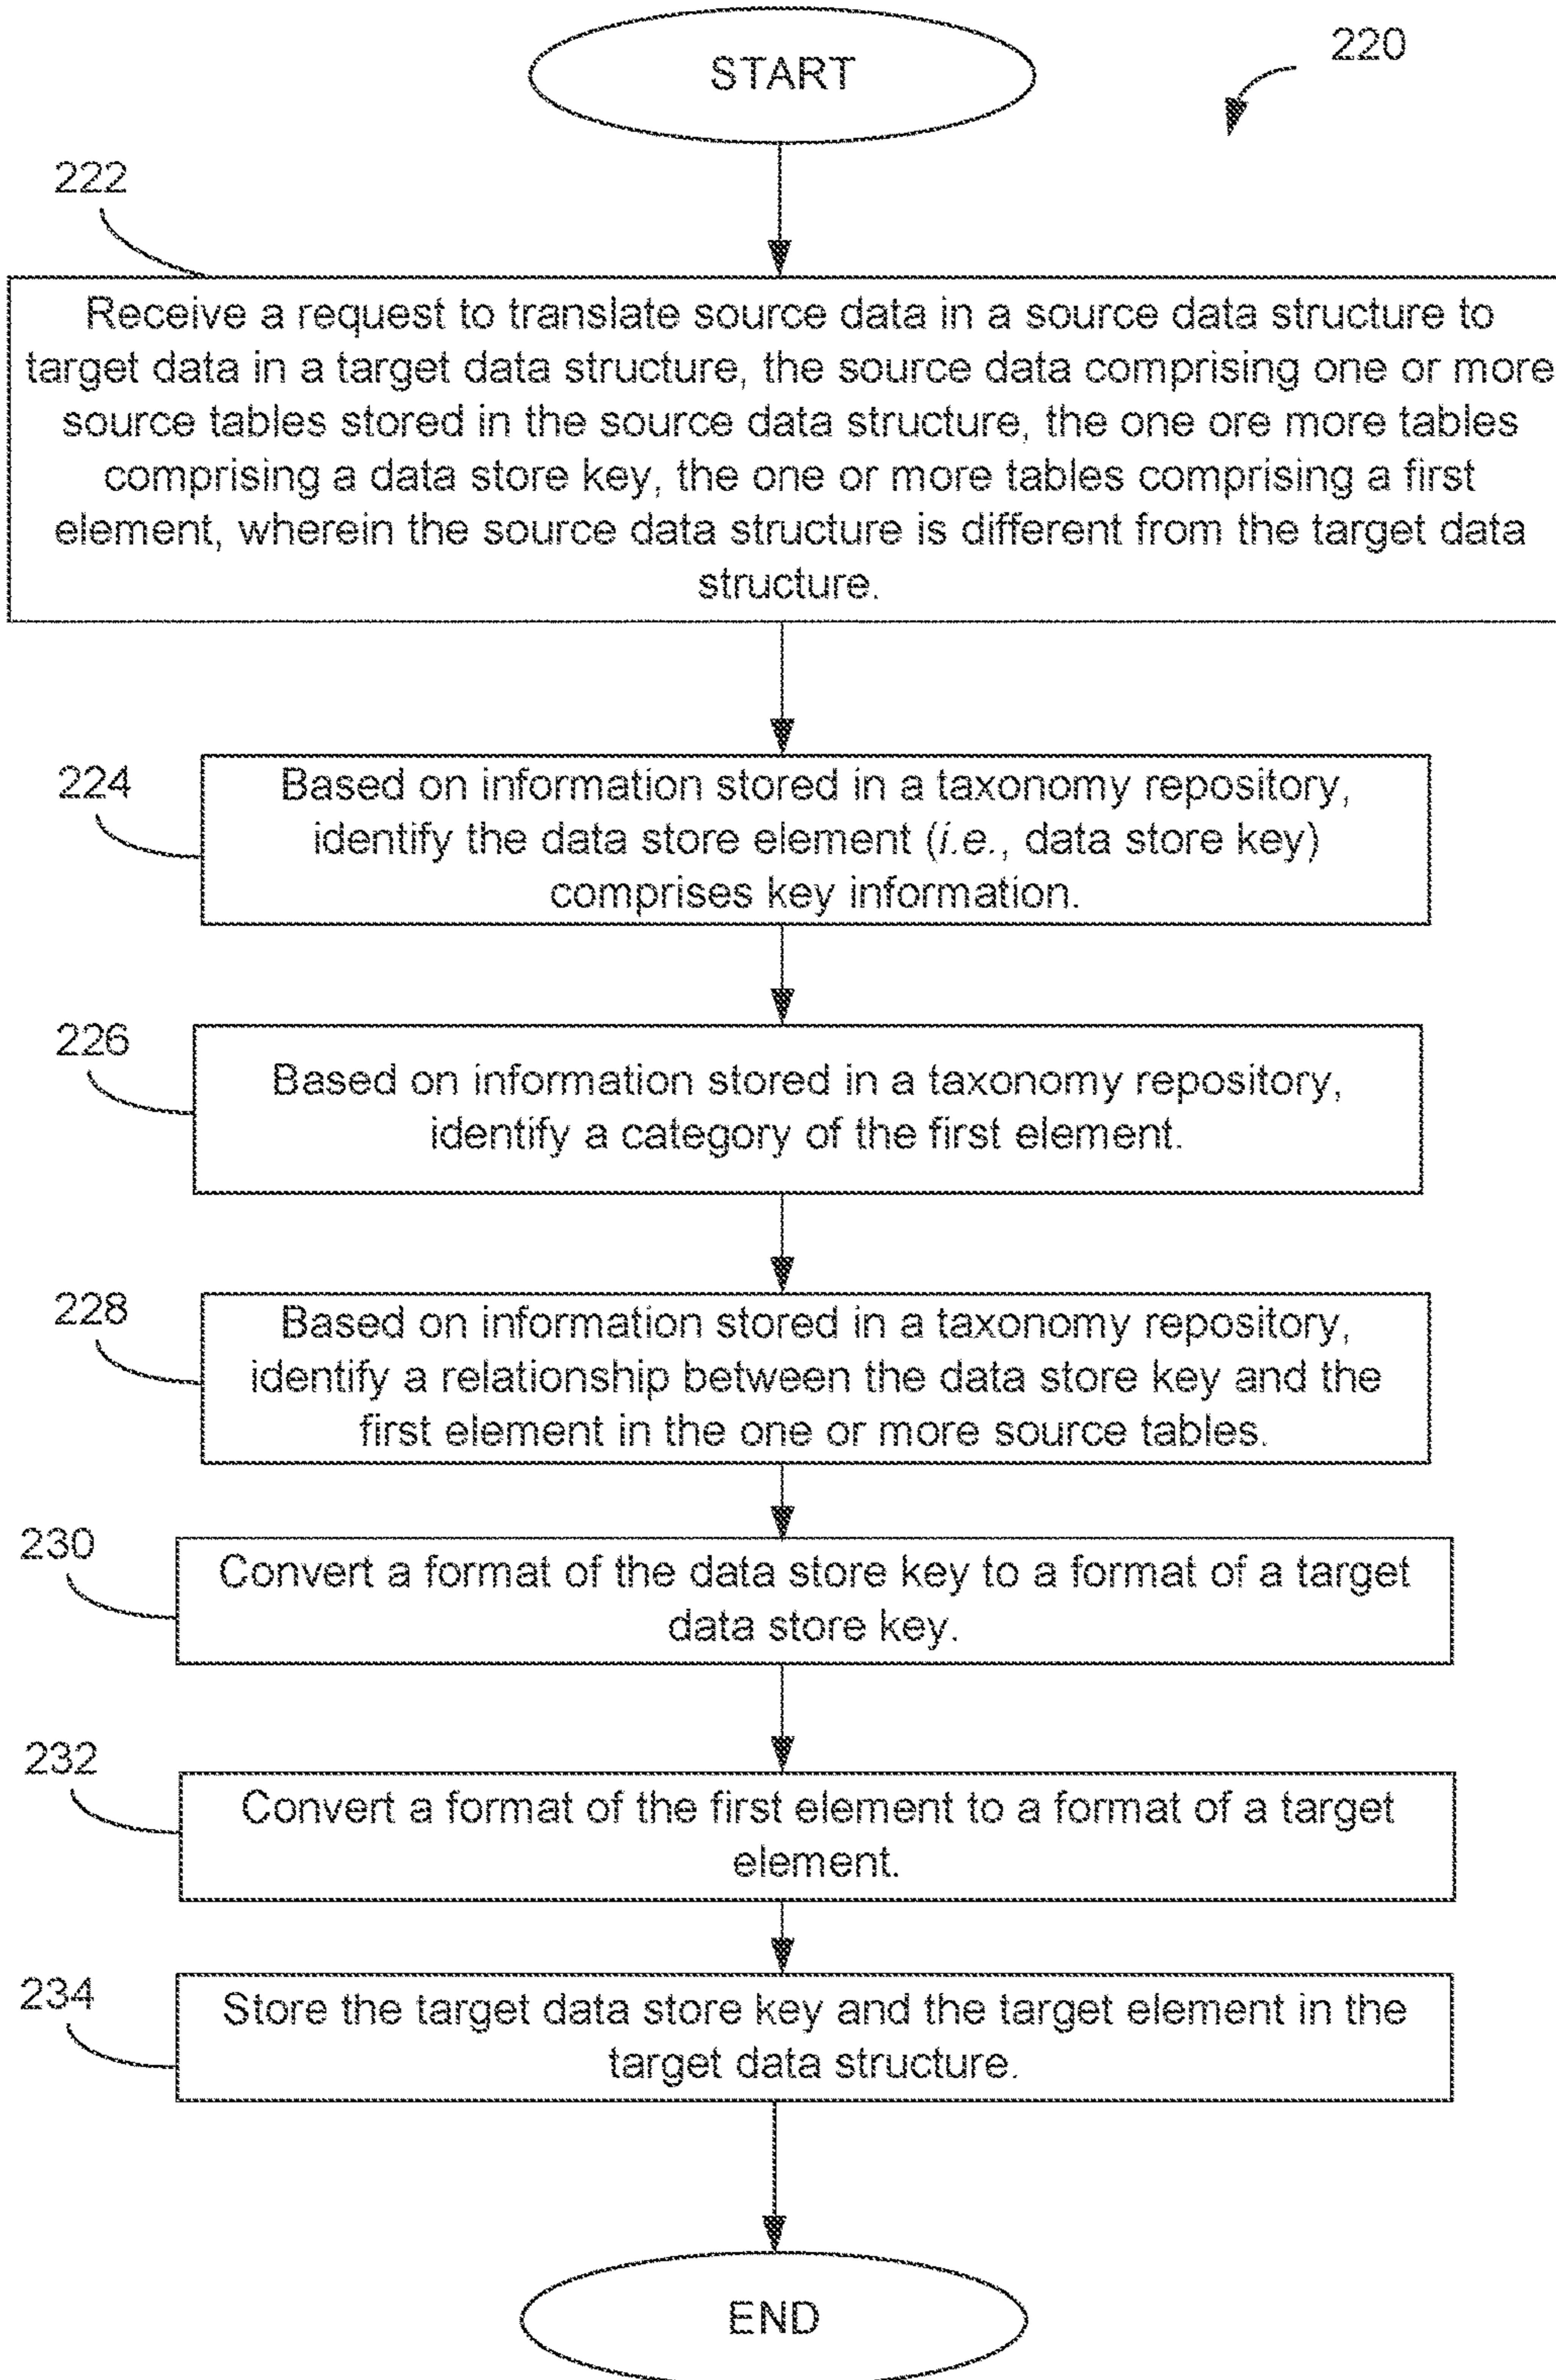 START
220
222
Receive a request to translate source data in a source data structure to
target data in a target data structure, the source data comprising one or more
source tables stored in the source data structure, the one ore more tables
comprising a data store key, the one or more tables comprising a first
element, wherein the source data structure is different from the target data
structure.
224
Based on information stored in a taxonomy repository,
identify the data store element (i.e., data store key)
comprises key information.
226
Based on information stored in a taxonomy repository,
identify a category of the first element.
228
Based on information stored in a taxonomy repository,
identify a relationship between the data store key and the
first element in the one or more source tables.
230
Convert a format of the data store key to a format of a target
data store key.
232
Convert a format of the first element to a format of a target
element.
234
Store the target data store key and the target element in the
target data structure.
END